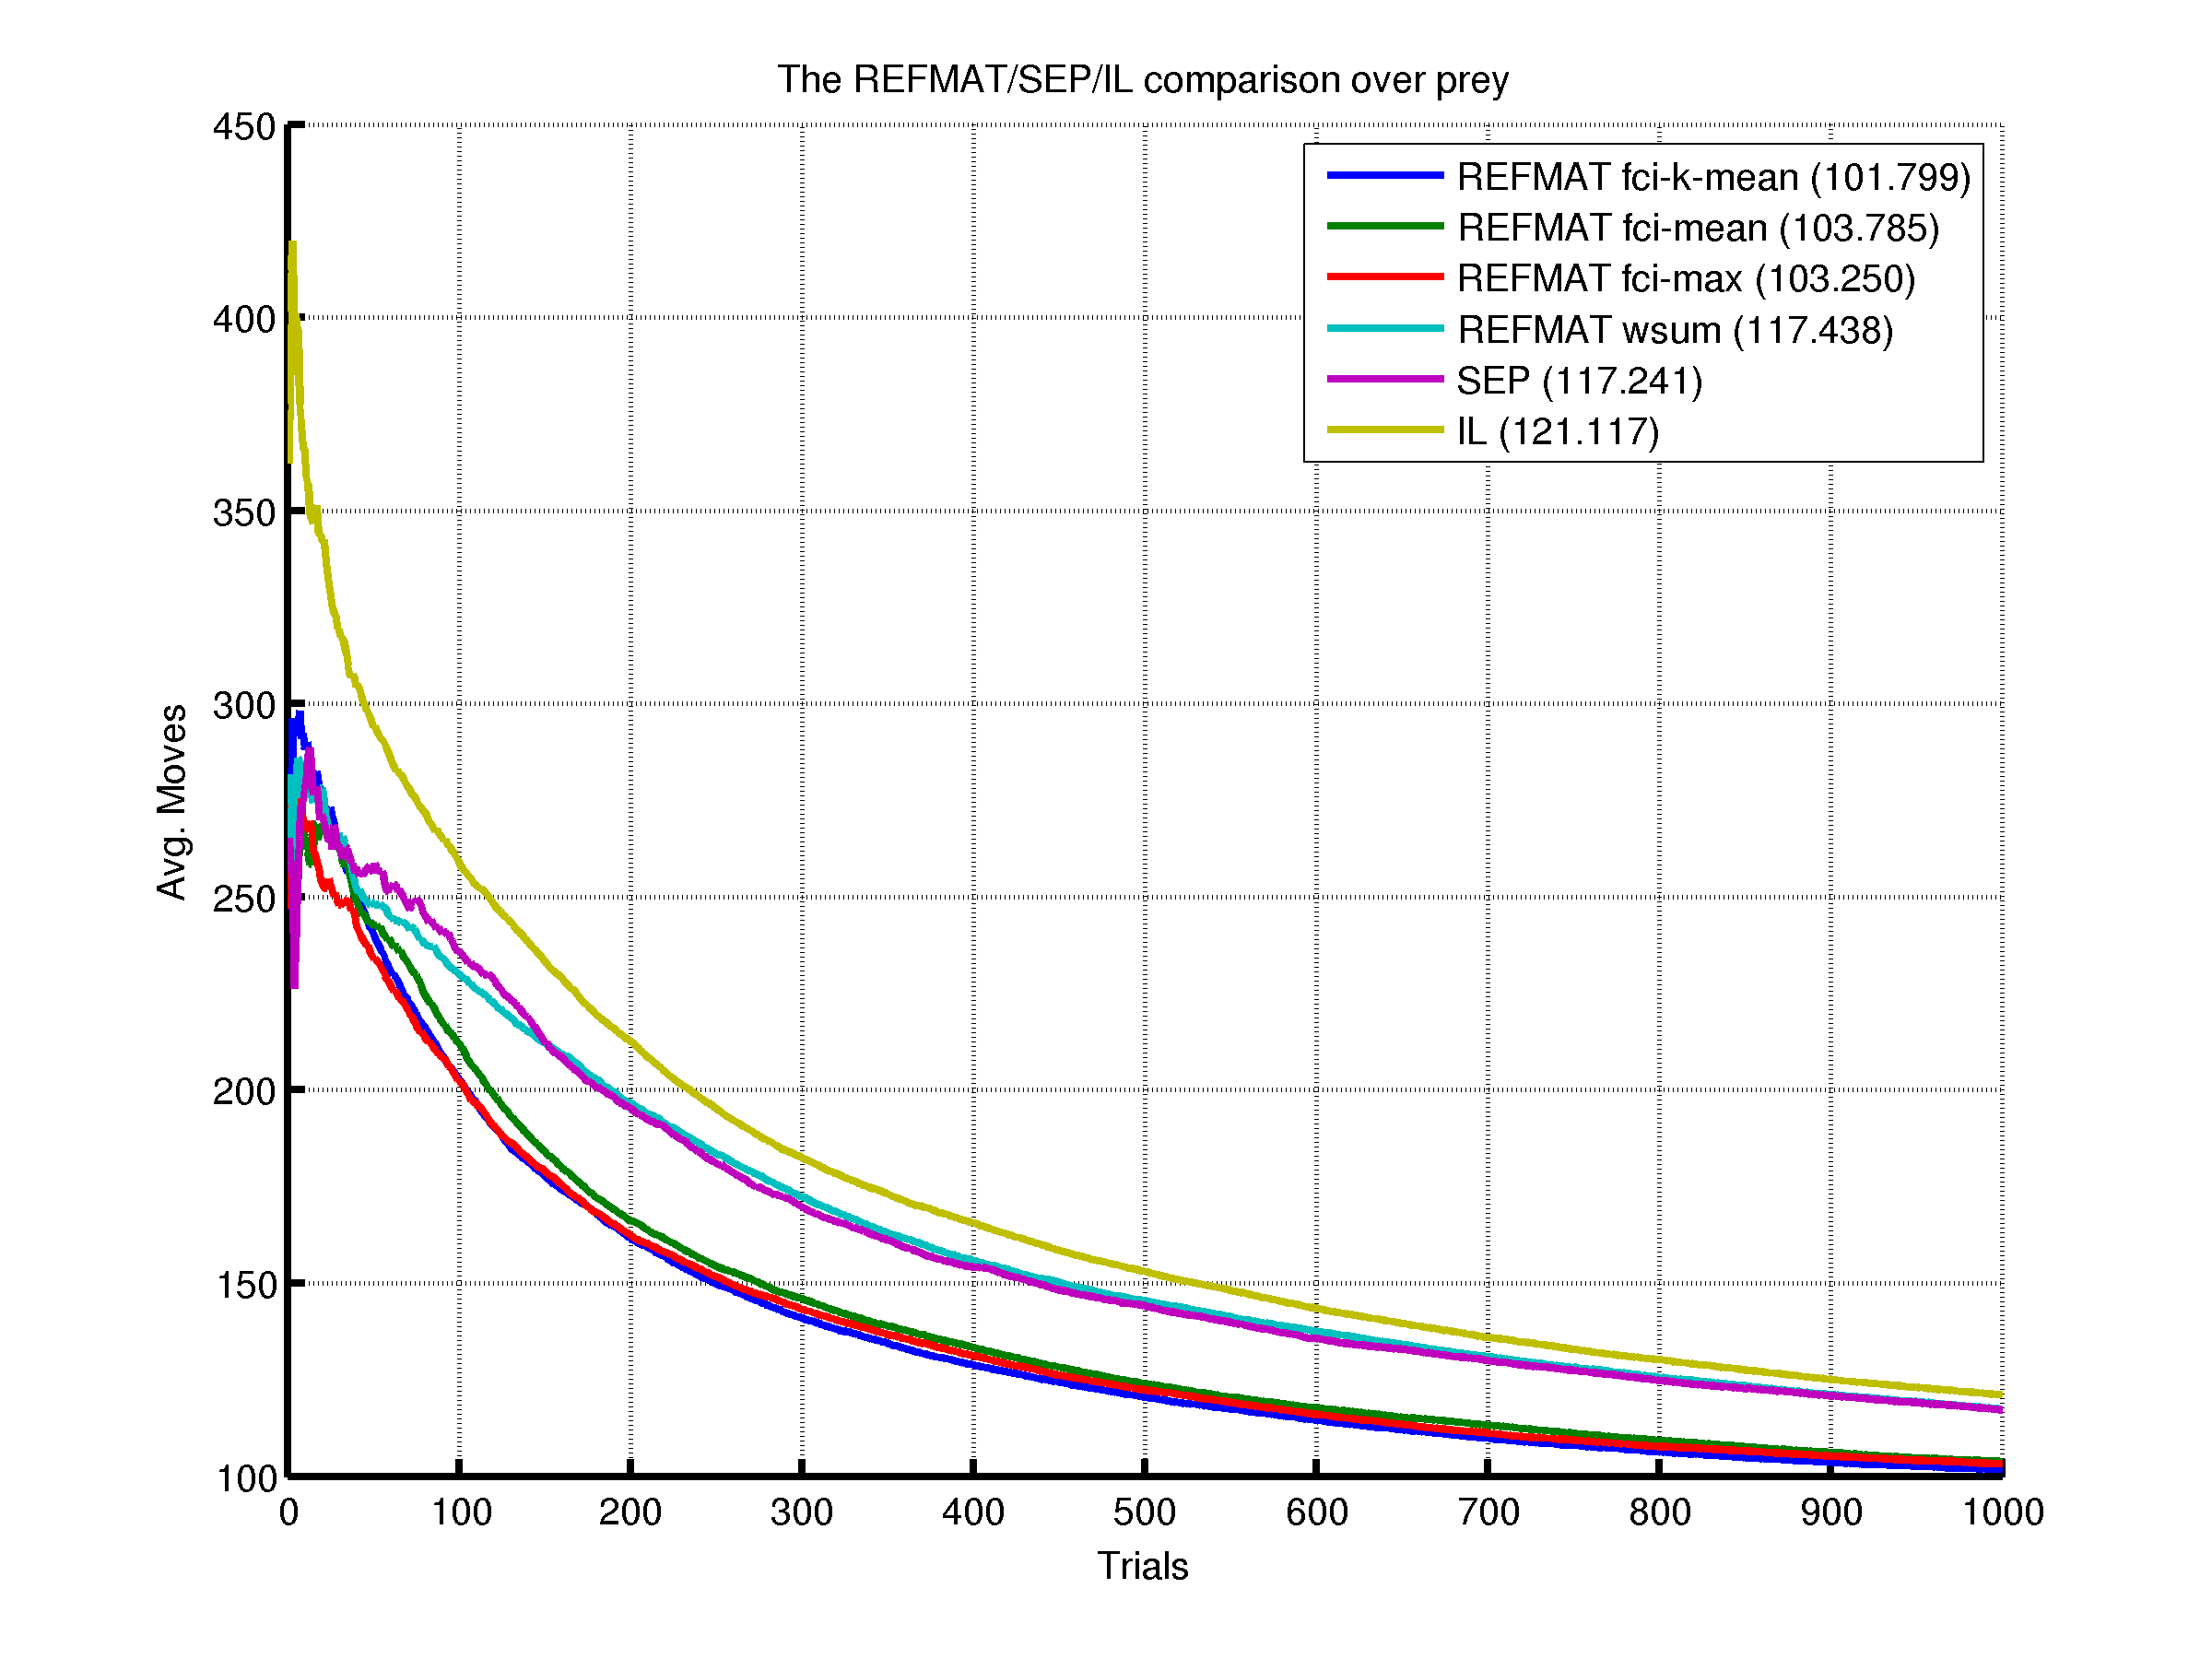 The REFMAT/SEP/IL comparison over prey
450
400
350
300
250
200
150
100
Avg. Moves
REFMAT fci-k-mean (101.799)
REFMAT fci-mean (103.785)
REFMAT fci-max (103.250)
REFMAT wsum (117.438)
SEP (117.241)
IL (121.117)
0 100 200 300 400 500 600 700 800 900 1000
Trials